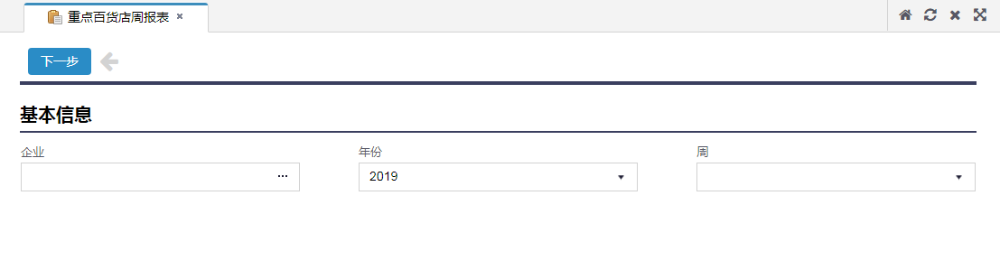 重点百货店周报表
下一步
基本信息
企业 年份 周
2019